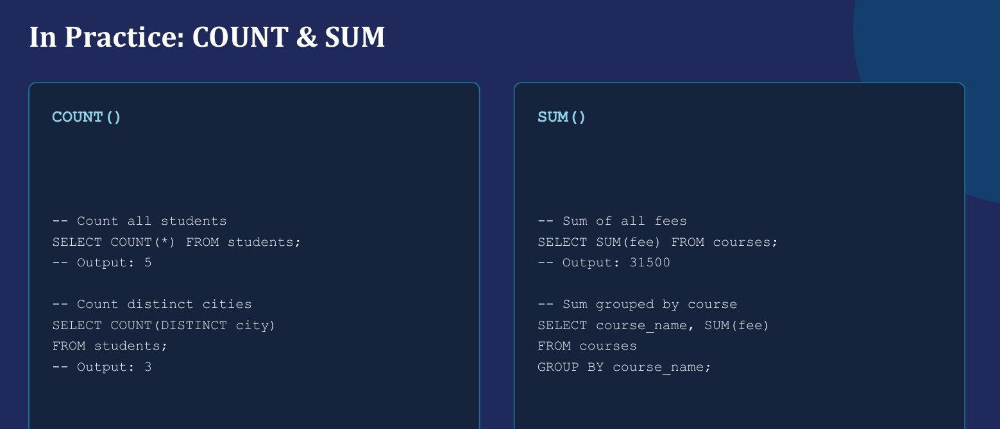 In Practice: COUNT & SUM
COUNT()
-- Count all students
SELECT COUNT(*) FROM students;
-- Output: 5
-- Count distinct cities
SELECT COUNT(DISTINCT city)
FROM students;
-- Output: 3
SUM()
-- Sum of all fees
SELECT SUM(fee) FROM courses;
-- Output: 31500
-- Sum grouped by course
SELECT course_name, SUM(fee)
FROM courses
GROUP BY course_name;